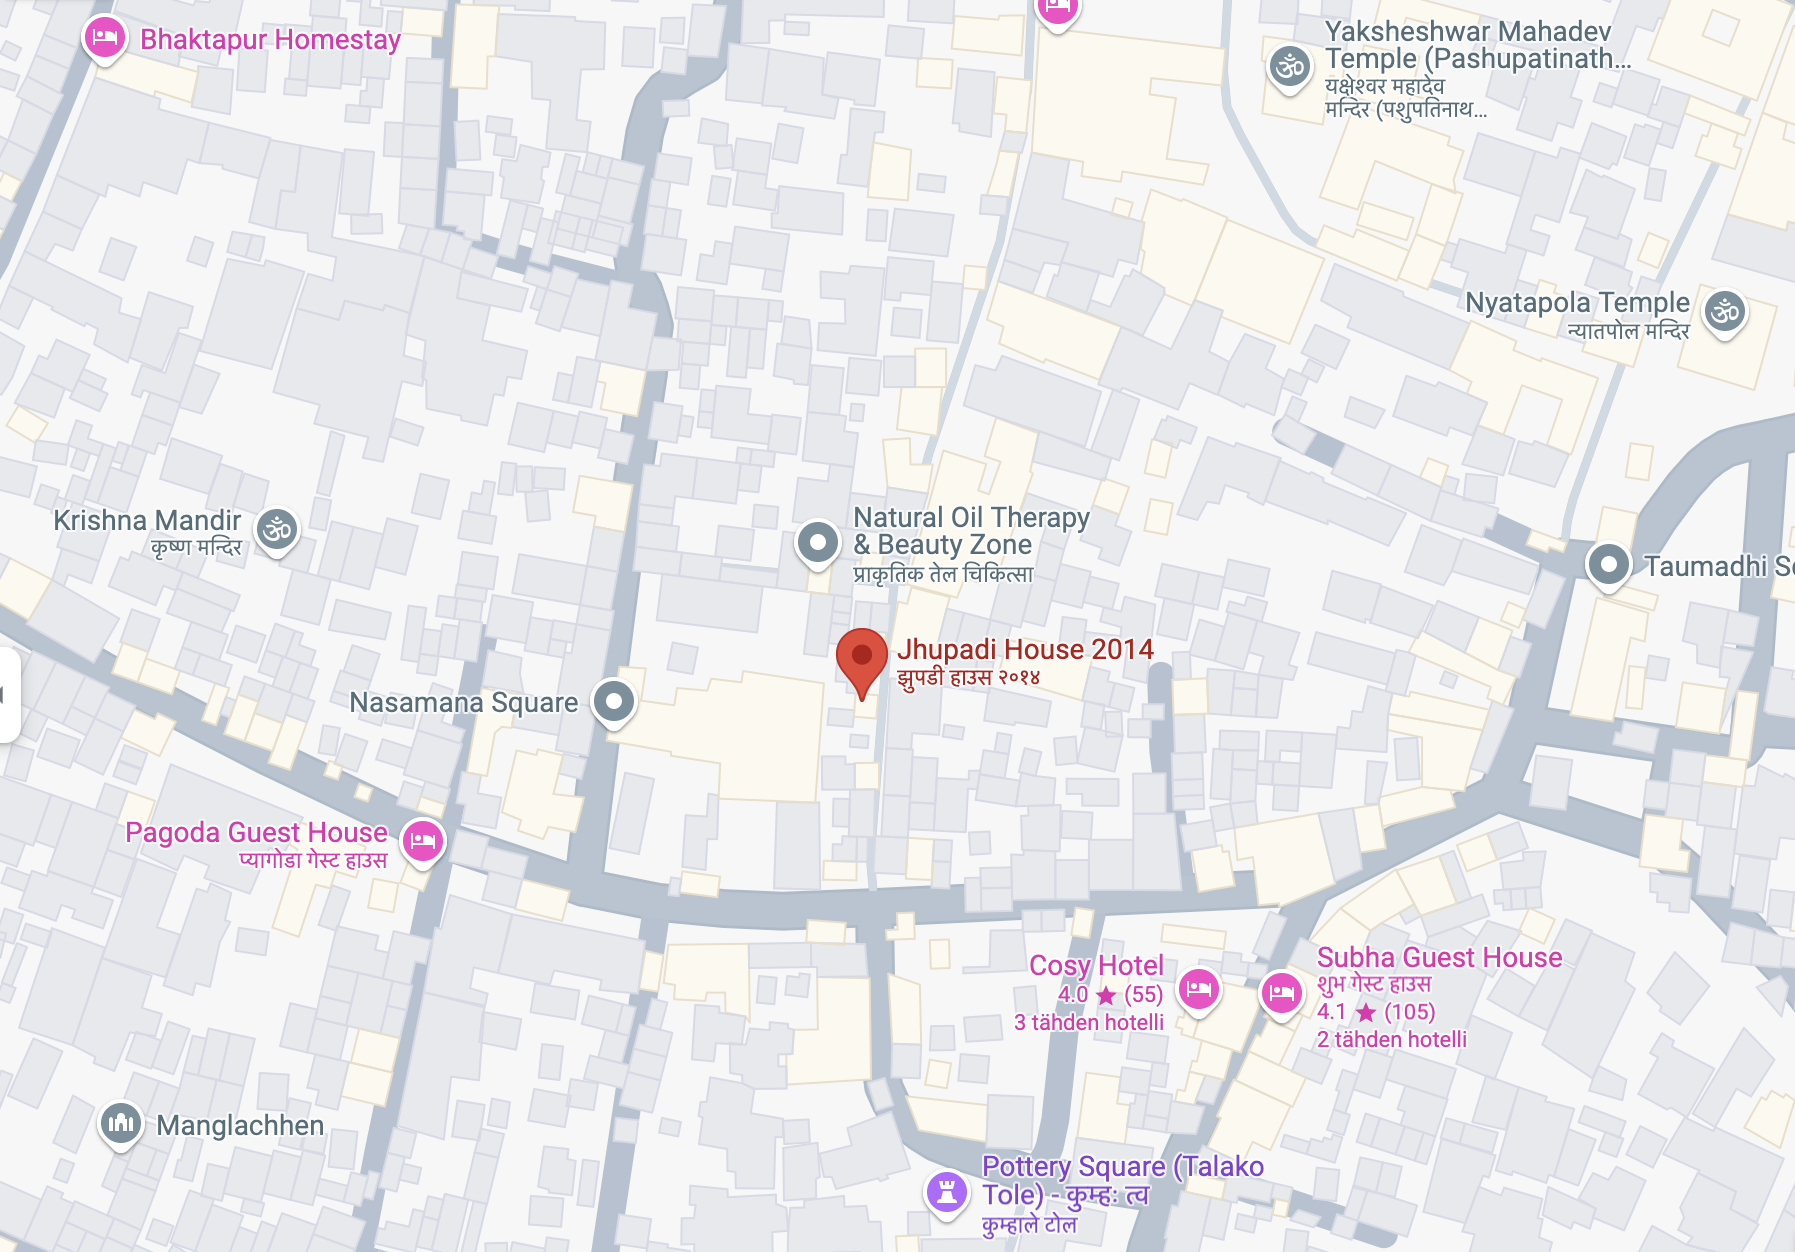 Bhaktapur Homestay
Yaksheshwar Mahadev
Temple (Pashupatinath...
यक्षेश्वर महादेव
मन्दिर (पशुपतिनाथ...
Nyatapola Temple
न्यातपोल मन्दिर
Krishna Mandir
कृष्ण मन्दिर
Natural Oil Therapy
& Beauty Zone
प्राकृतिक तेल चिकित्सा
Taumadhi
Jhupadi House 2014
झुपडी हाउस २०१४
Nasamana Square
Pagoda Guest House
प्यागोडा गेस्ट हाउस
Cosy Hotel
4.0 ★ (55)
3 tähden hotelli
Subha Guest House
शुभ गेस्ट हाउस
4.1 ★ (105)
2 tähden hotelli
Manglachhen
Pottery Square (Talako
Tole) - कुम्हः त्व
कुम्हाले टोल